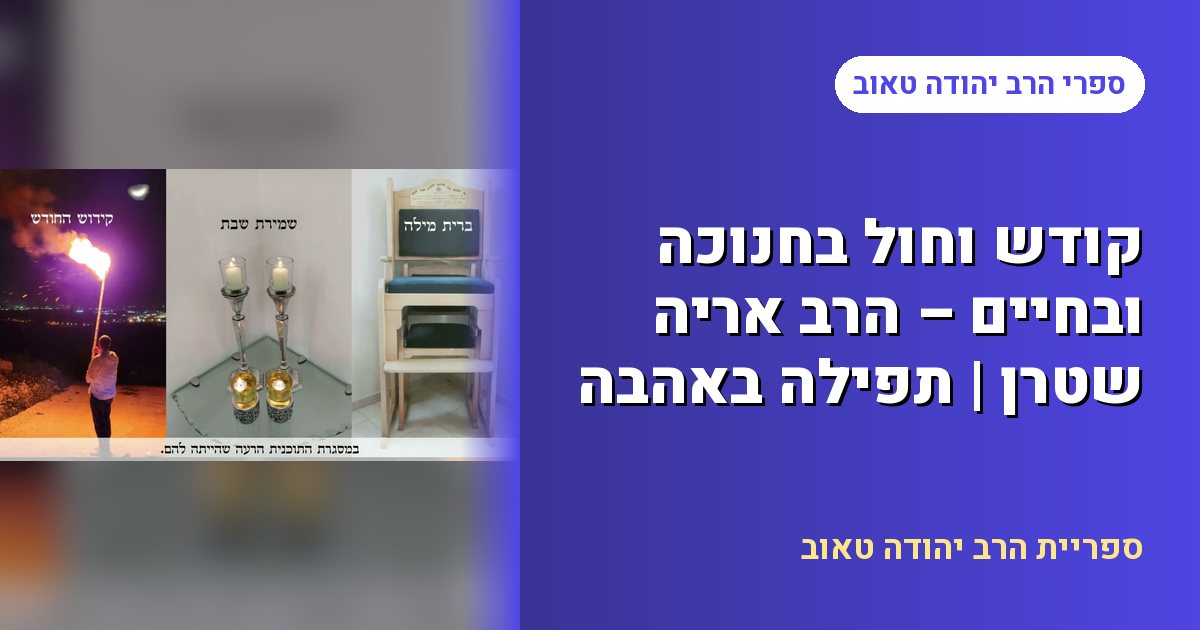 ספרי הרב יהודה טאוב
קודש וחול בחנוכה
ובחיים – הרב אריה
שטרן | תפילה באהבה
ספריית הרב יהודה טאוב
ברית מילה
שמירת שבת
קידוש החודש
במסגרת התוכנית הרעה שהייתה להם.